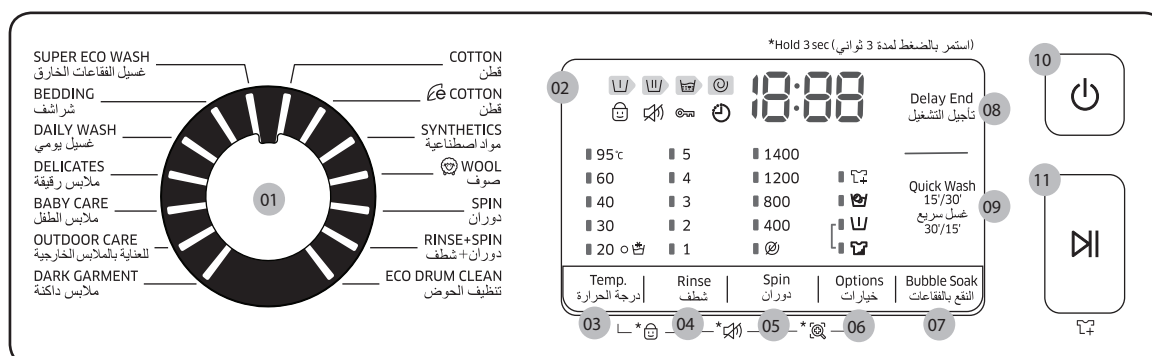 SUPER ECO WASH
غسيل الفقاعات الخارق
BEDDING
شراشف
DAILY WASH
غسيل يومي
DELICATES
ملابس رقيقة
BABY CARE
ملابس الطفل
OUTDOOR CARE
للعناية بالملابس الخارجية
DARK GARMENT
ملابس داكنة
01
COTTON
قطن
e COTTON
قطن
SYNTHETICS
مواد اصطناعية
WOOL
صوف
SPIN
دوران
RINSE+SPIN
دوران+ شطف
ECO DRUM CLEAN
تنظيف الحوض
*Hold 3 sec (استمر بالضغط لمدة 3 ثواني)
02
18:88
Delay End
تأجيل التشغيل
08
95℃ 5 1400
60 4 1200
40 3 800
30 2 400
20 1
Quick Wash
15'/30'
غسل سريع
30'/15'
09
Temp. Rinse Spin Options Bubble Soak
درجة الحرارة شطف دوران خيارات النقع بالفقاعات
03 * 04 * 05 * 06 07
10
11